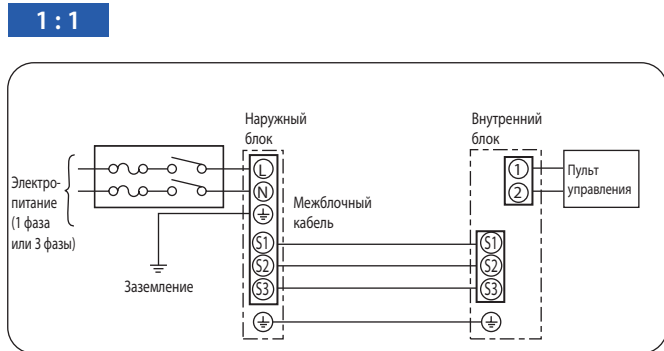 1 : 1
Наружный
блок
Внутренний
блок
Электро-
питание
(1 фаза
или 3 фазы)
L
N
Межблочный
кабель
S1
S2
S3
Заземление
1
2
Пульт
управления
S1
S2
S3